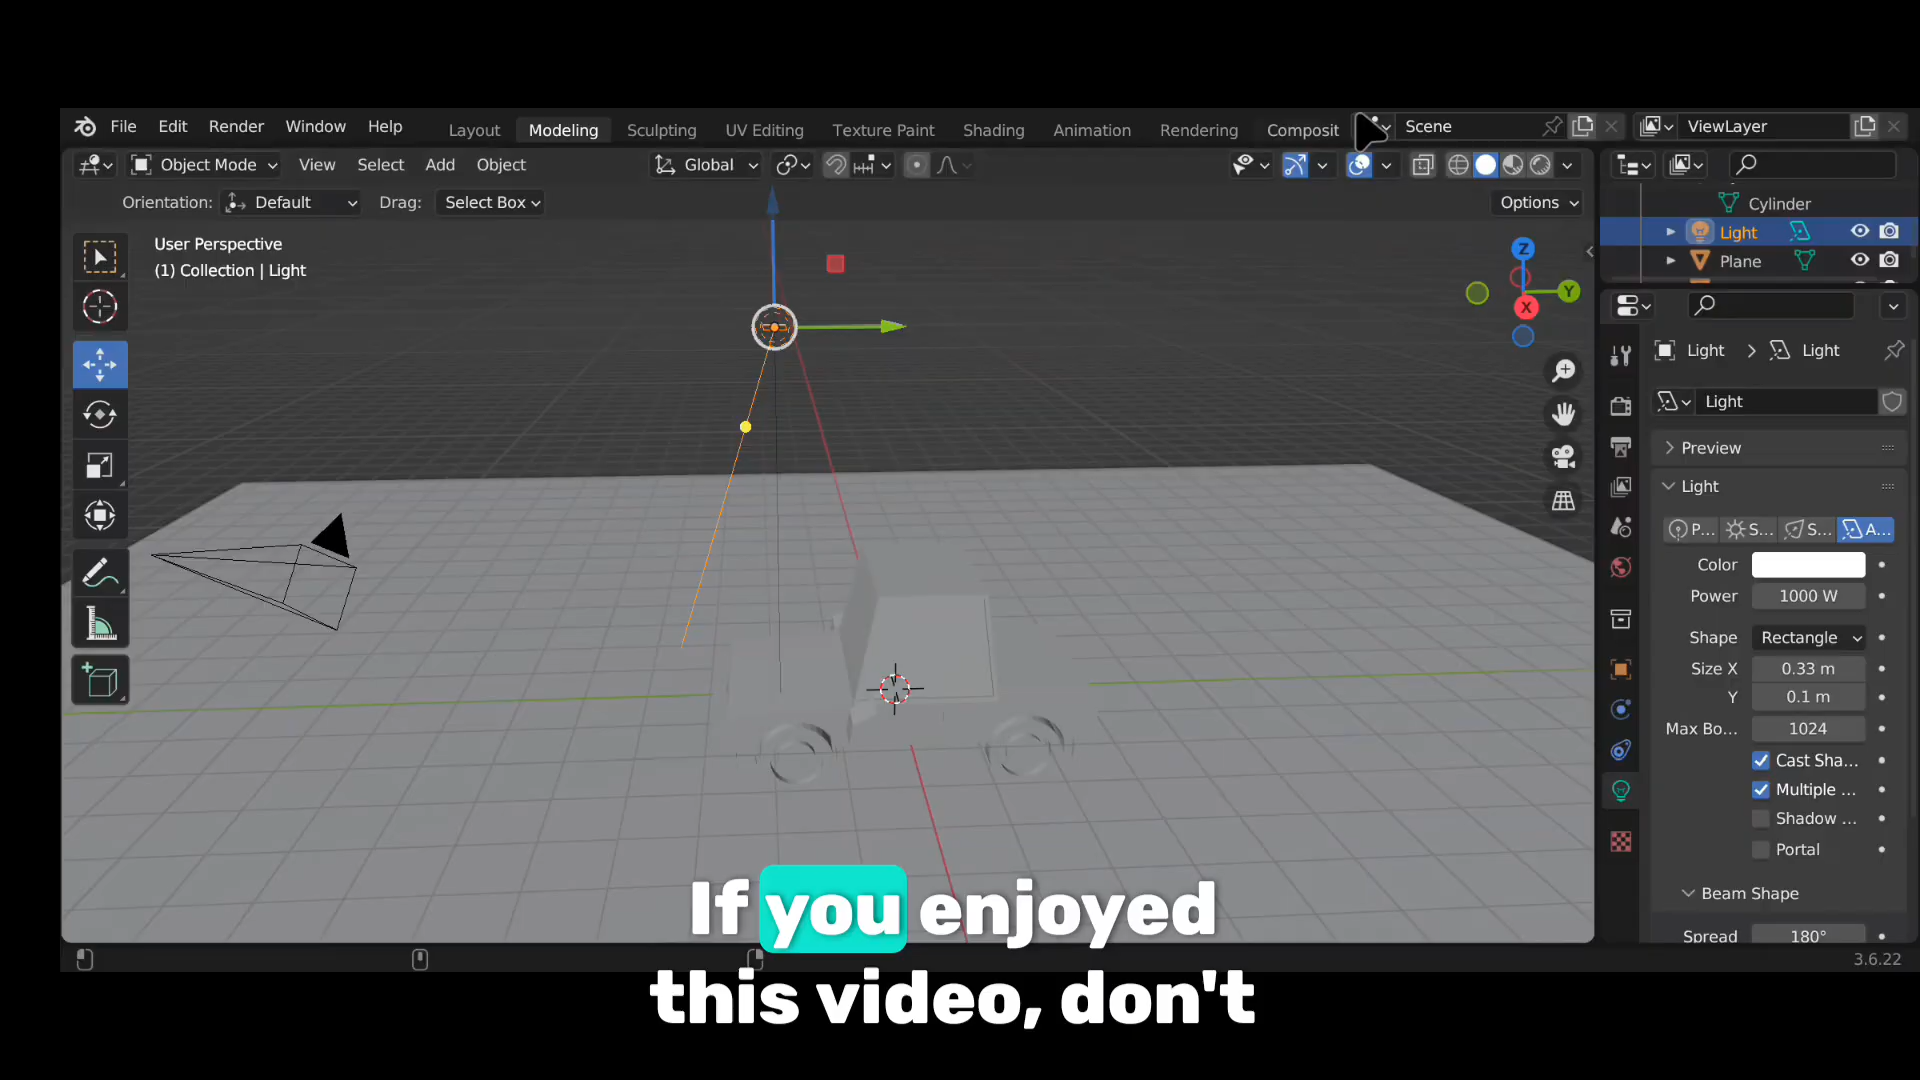 File Edit Render Window Help Layout Modeling Sculpting UV Editing Texture Paint Shading Animation Rendering Composit Scene ViewLayer
Object Mode View Select Add Object Global
Orientation: Default Drag: Select Box Options
User Perspective
(1) Collection | Light
Z
Y
X
Cylinder
Light
Plane
Light Light
Light
Preview
Light
P... S... S... A...
Color
Power 1000 W
Shape Rectangle
Size X 0.33 m
Y 0.1 m
Max Bo... 1024
Cast Sha...
Multiple ...
Shadow ...
Portal
Beam Shape
Spread 180°
3.6.22
If you enjoyed
this video, don't